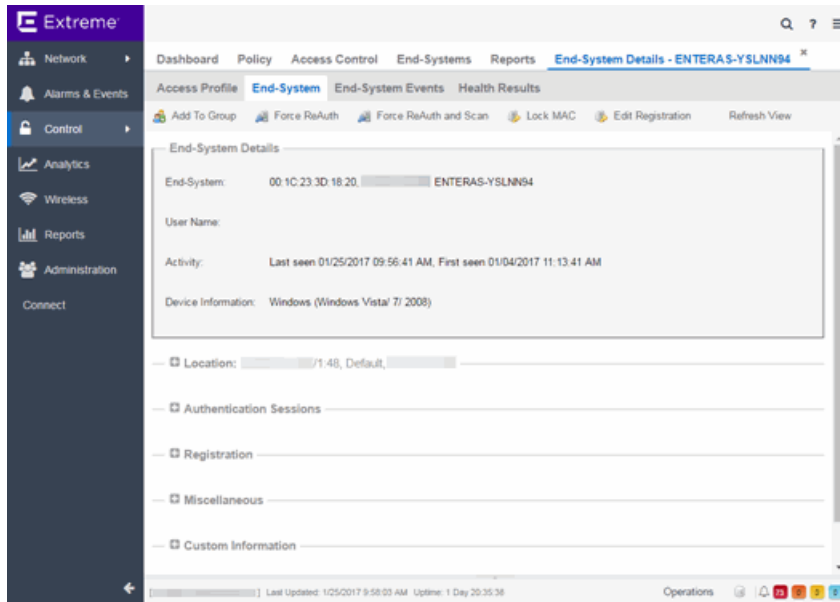 Extreme
?
Network
Alarms & Events
Control
Analytics
Wireless
Reports
Administration
Connect
Dashboard Policy Access Control End-Systems Reports End-System Details - ENTERAS-YSLNN94 ×
Access Profile End-System End-System Events Health Results
Add To Group Force ReAuth Force ReAuth and Scan Lock MAC Edit Registration Refresh View
End-System Details
End-System: 00:1C:23:3D:18:20, ENTERAS-YSLNN94
User Name:
Activity: Last seen 01/25/2017 09:56:41 AM, First seen 01/04/2017 11:13:41 AM
Device Information: Windows (Windows Vista/ 7/ 2008)
Location: /1:48, Default,
Authentication Sessions
Registration
Miscellaneous
Custom Information
[ ] Last Updated: 1/25/2017 9:58:03 AM Uptime: 1 Day 20:35:38 Operations